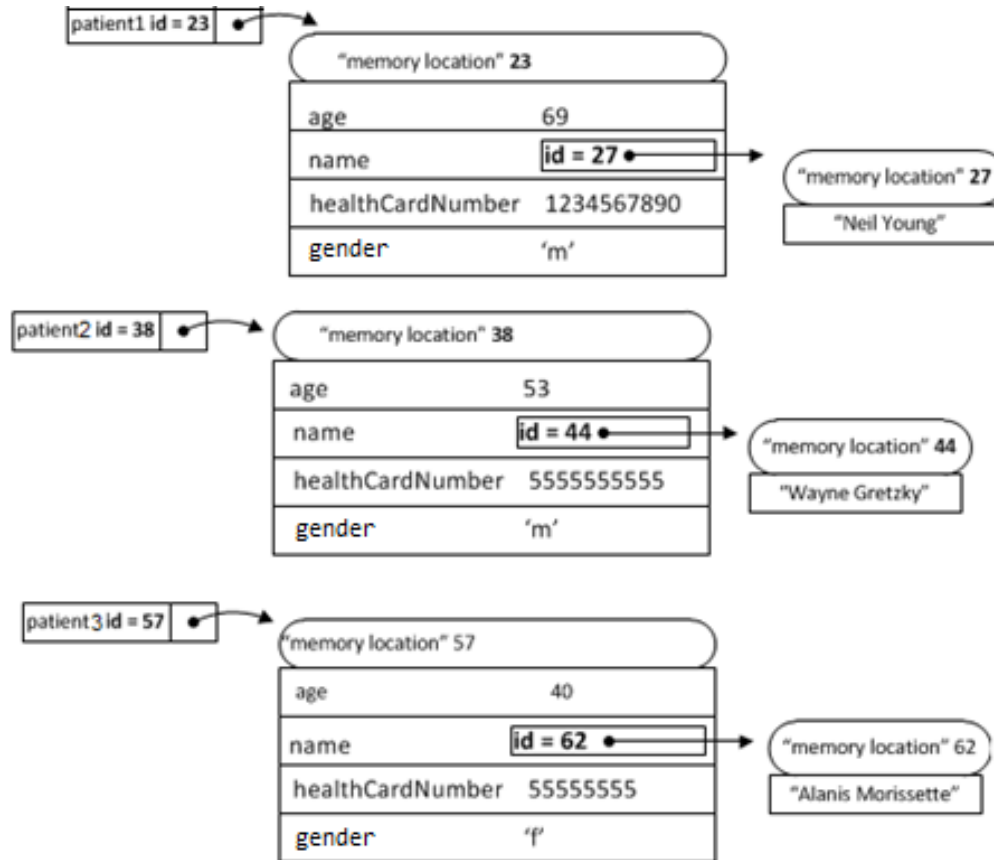 patient1 id = 23
“memory location” 23
age 69
name id = 27
“memory location” 27
“Neil Young”
healthCardNumber 1234567890
gender ‘m’
patient2 id = 38
“memory location” 38
age 53
name id = 44
“memory location” 44
“Wayne Gretzky”
healthCardNumber 5555555555
gender ‘m’
patient3 id = 57
“memory location” 57
age 40
name id = 62
“memory location” 62
“Alanis Morissette”
healthCardNumber 55555555
gender ‘f’